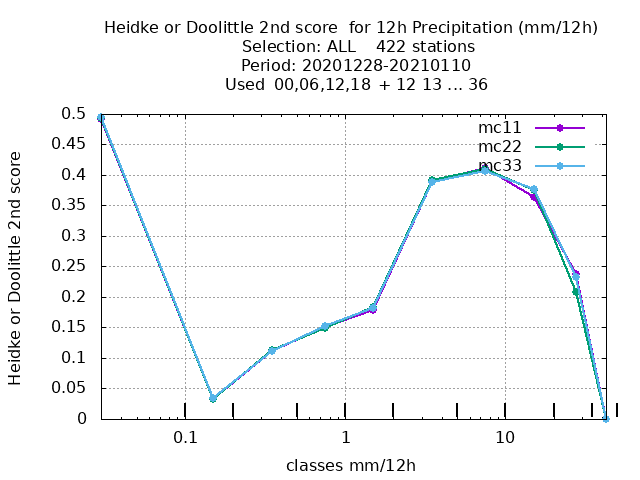 Heidke or Doolittle 2nd score  for 12h Precipitation (mm/12h)
Selection: ALL    422 stations
Period: 20201228-20210110
Used  00,06,12,18  + 12 13 ... 36
Heidke or Doolittle 2nd score
0.5
0.45
0.4
0.35
0.3
0.25
0.2
0.15
0.1
0.05
0
mc11
mc22
mc33
0.1
1
10
classes mm/12h